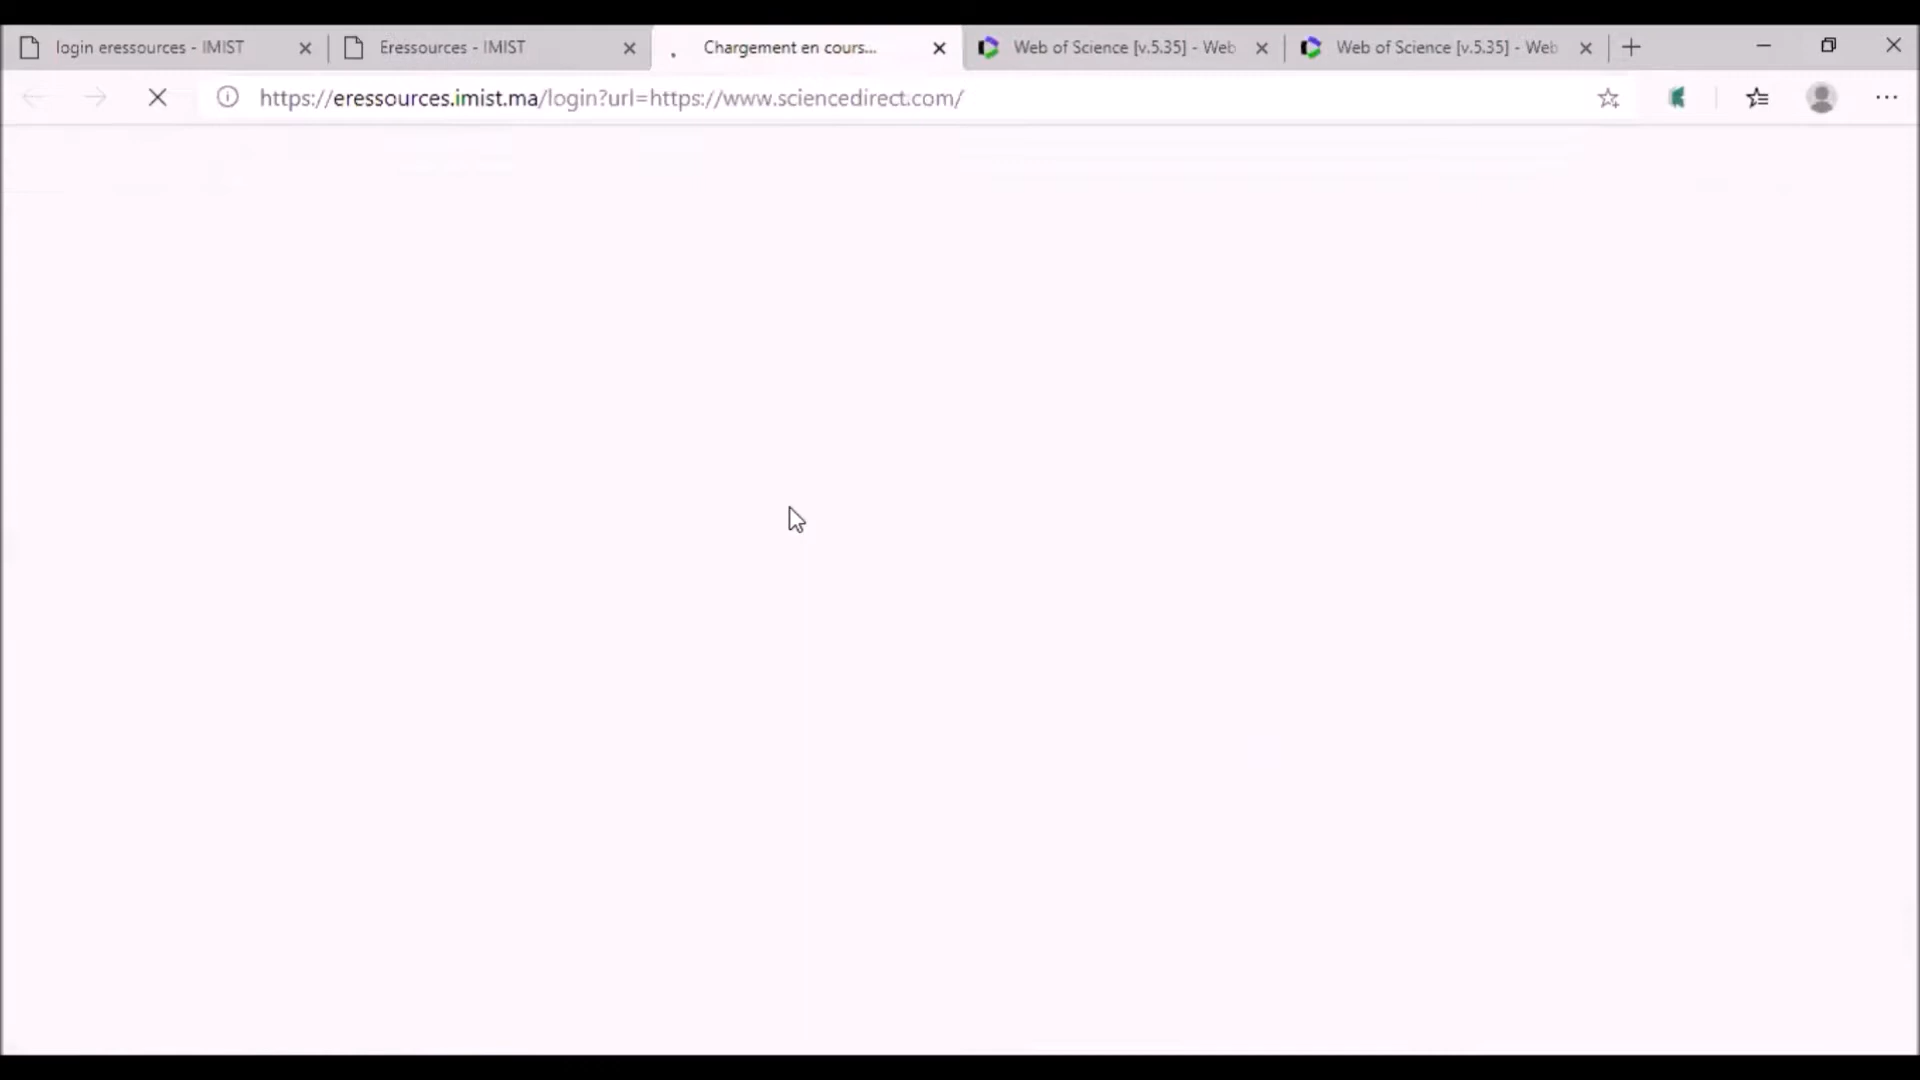 login eressources - IMIST
Eressources - IMIST
Chargement en cours...
Web of Science [v.5.35] - Web
Web of Science [v.5.35] - Web
https://eressources.imist.ma/login?url=https://www.sciencedirect.com/